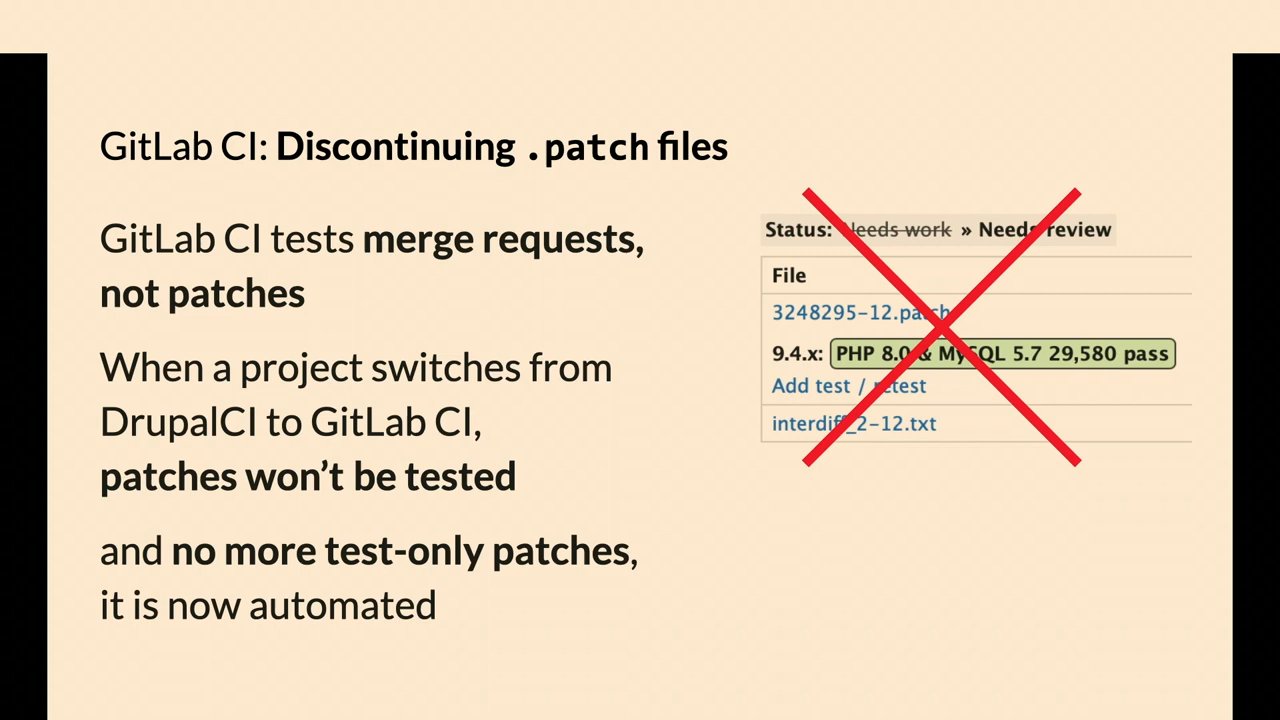 GitLab CI: Discontinuing .patch files
GitLab CI tests merge requests,
not patches
When a project switches from
DrupalCI to GitLab CI,
patches won’t be tested
and no more test-only patches,
it is now automated
Status: Needs work » Needs review
File
3248295-12.patch
9.4.x: PHP 8.0 & MySQL 5.7 29,580 pass
Add test / retest
interdiff_2-12.txt